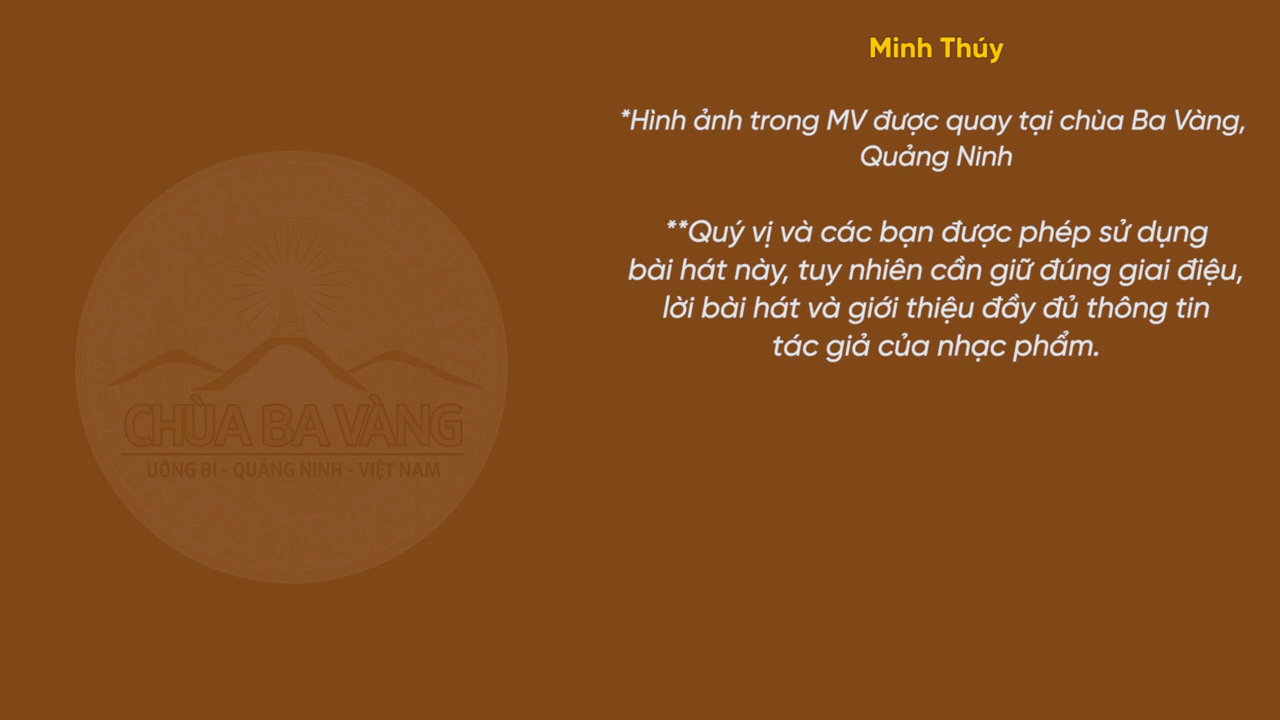 Minh Thúy
*Hình ảnh trong MV được quay tại chùa Ba Vàng,
Quảng Ninh
**Quý vị và các bạn được phép sử dụng
bài hát này, tuy nhiên cần giữ đúng giai điệu,
lời bài hát và giới thiệu đầy đủ thông tin
tác giả của nhạc phẩm.
CHÙA BA VÀNG
UÔNG BÍ - QUẢNG NINH - VIỆT NAM